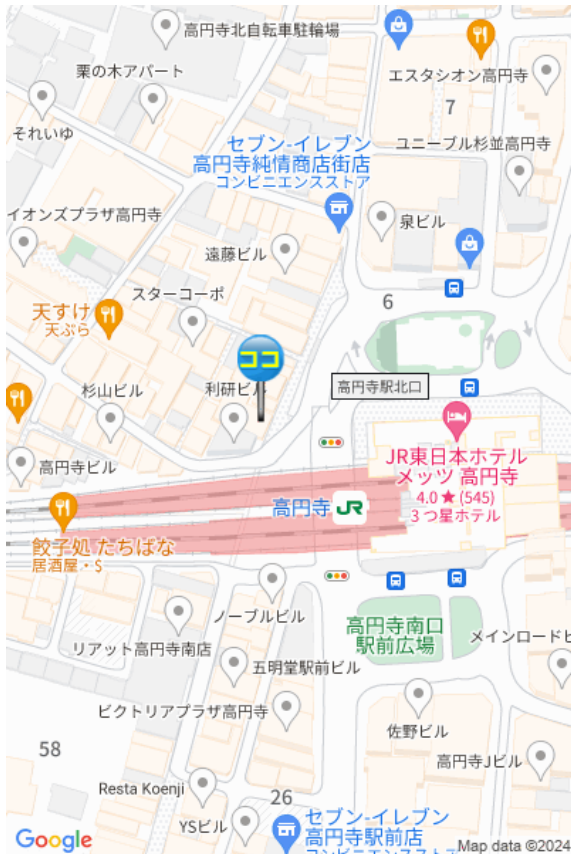 高円寺北自転車駐輪場
栗の木アパート
エスタシオン高円寺
7
それいゆ
セブン-イレブン
高円寺純情商店街店
コンビニエンスストア
ユニーブル杉並高円寺
イオンズプラザ高円寺
泉ビル
遠藤ビル
スターコーポ
6
天すけ
天ぷら
ココ
杉山ビル
利研ビル
高円寺駅北口
高円寺ビル
JR東日本ホテル
メッツ 高円寺
4.0★(545)
3 つ星ホテル
高円寺 JR
餃子処 たちばな
居酒屋・$
ノーブルビル
高円寺南口
駅前広場
リアット高円寺南店
メインロードビ
五明堂駅前ビル
ビクトリアプラザ高円寺
佐野ビル
58
高円寺Jビル
Resta Koenji
26
YSビル
セブン-イレブン
高円寺駅前店
コンビニエンスストア
Google
Map data ©2024